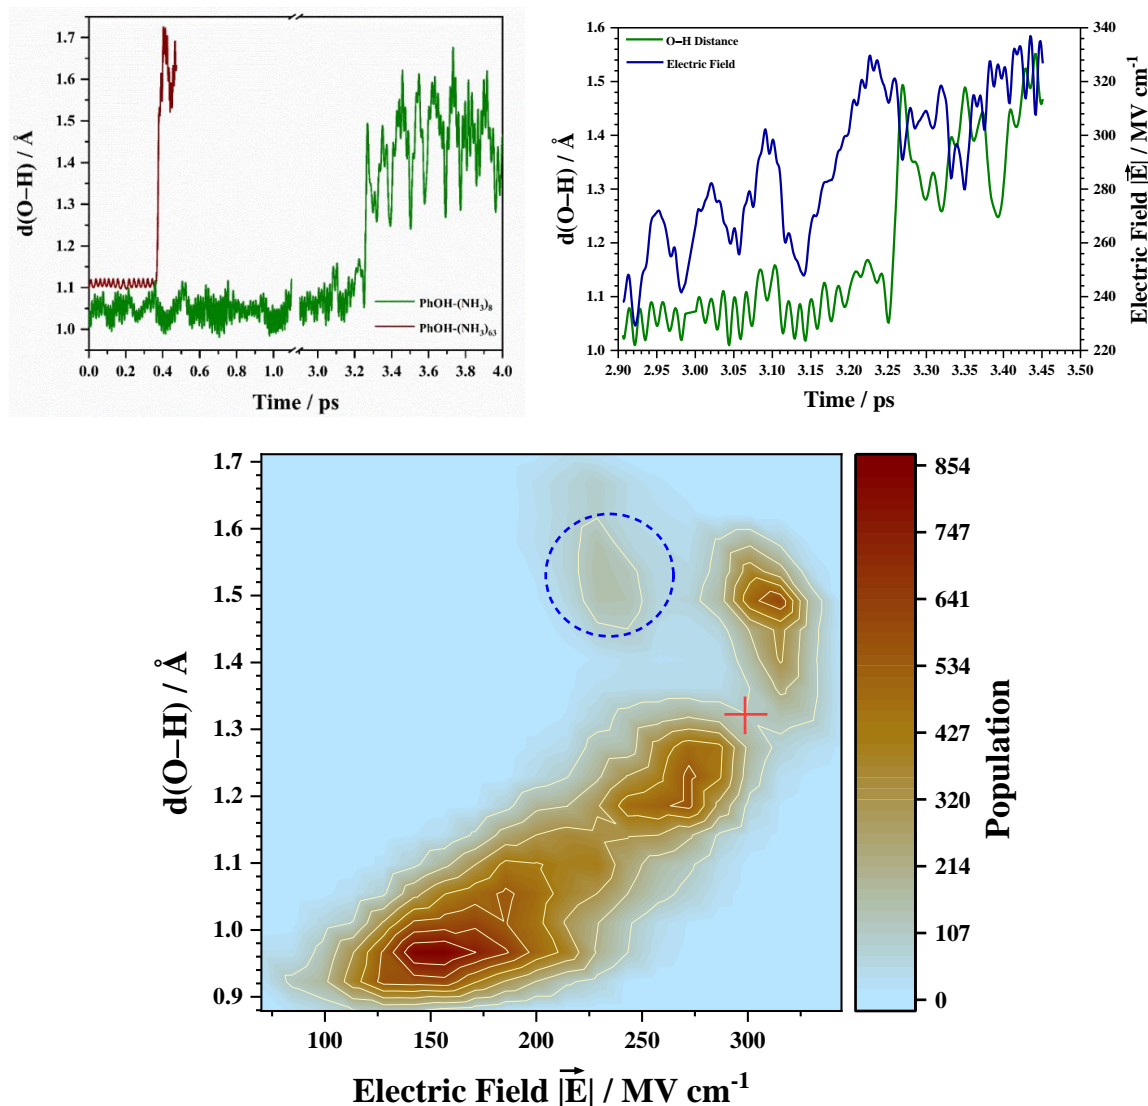 1.7
1.6
1.5
1.4
1.3
1.2
1.1
1.0
d(O−H) / Å
PhOH-(NH₃)₈
PhOH-(NH₃)₆₃
0.0 0.2 0.4 0.6 0.8 1.0 3.0 3.2 3.4 3.6 3.8 4.0
Time / ps
1.6
1.5
1.4
1.3
1.2
1.1
1.0
d(O−H) / Å
O−H Distance
Electric Field
340
320
300
280
260
240
220
Electric Field |E⃗| / MV cm⁻¹
2.90 2.95 3.00 3.05 3.10 3.15 3.20 3.25 3.30 3.35 3.40 3.45 3.50
Time / ps
1.7
1.6
1.5
1.4
1.3
1.2
1.1
1.0
0.9
d(O−H) / Å
100 150 200 250 300
Electric Field |E⃗| / MV cm⁻¹
854
747
641
534
427
320
214
107
0
Population